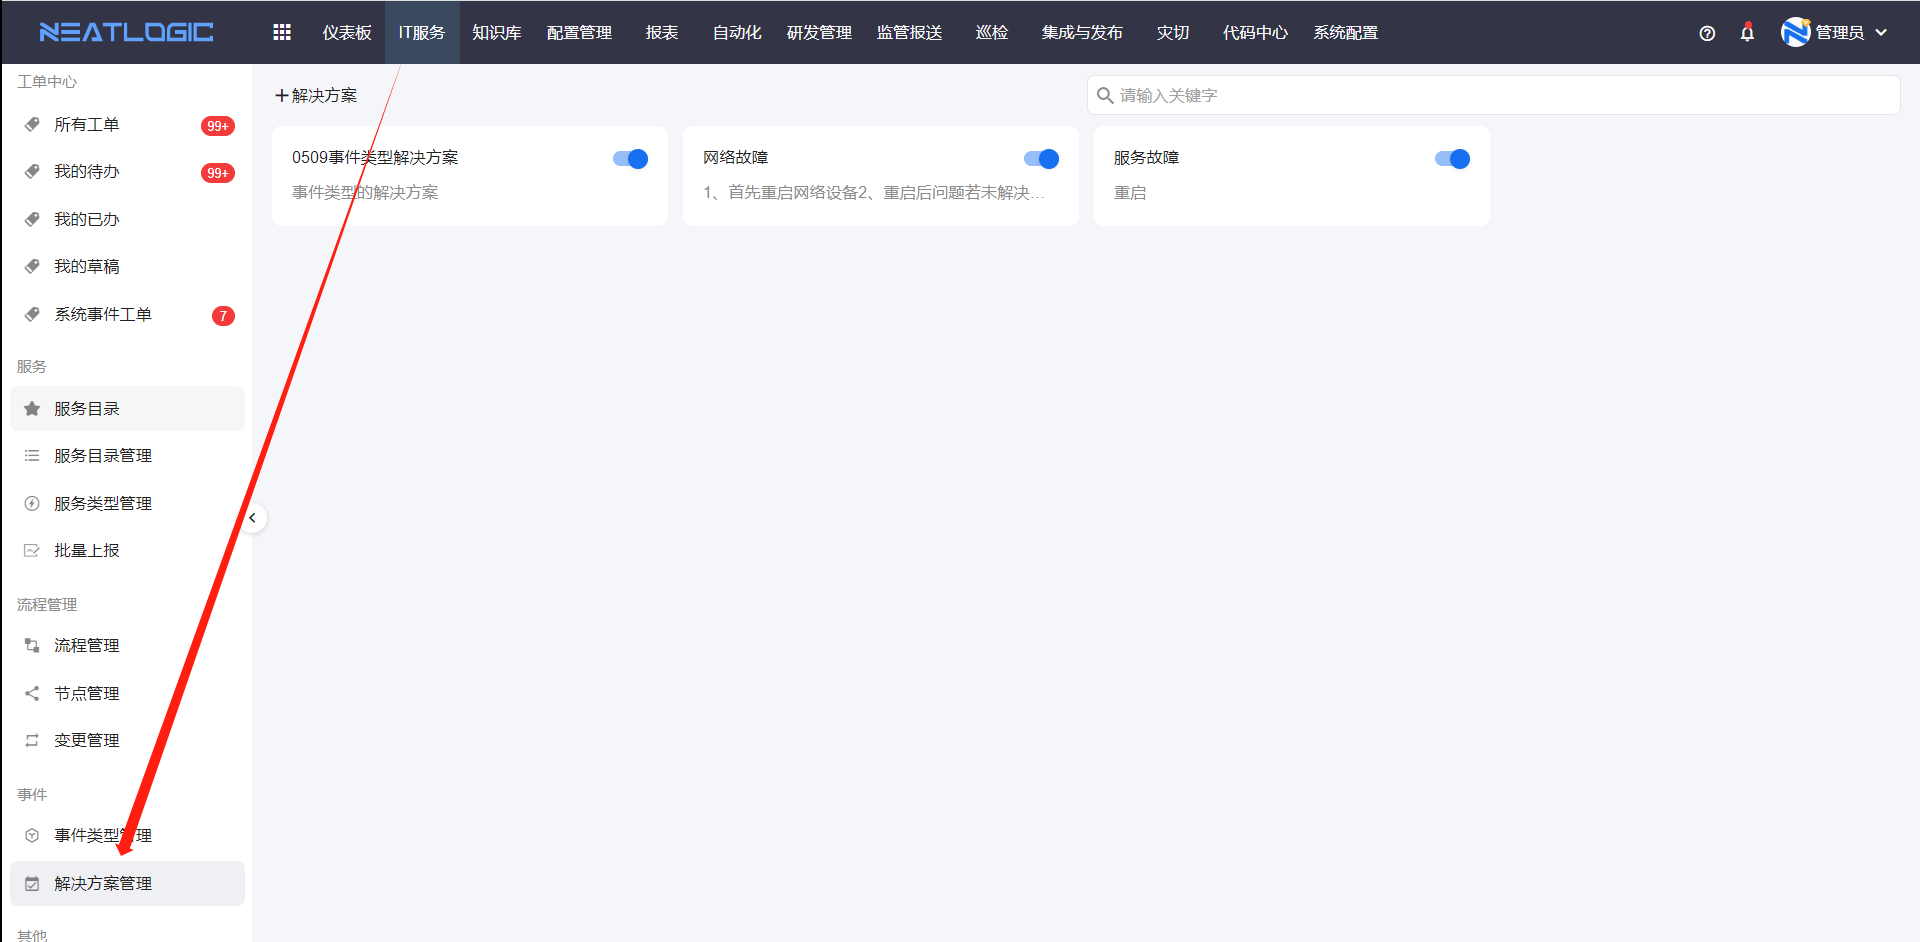 NEATLOGIC
仪表板
IT服务
知识库
配置管理
报表
自动化
研发管理
监管报送
巡检
集成与发布
灾切
代码中心
系统配置
管理员
工单中心
所有工单
99+
我的待办
99+
我的已办
我的草稿
系统事件工单
7
服务
服务目录
服务目录管理
服务类型管理
批量上报
流程管理
流程管理
节点管理
变更管理
事件
事件类型管理
解决方案管理
其他
解决方案
请输入关键字
0509事件类型解决方案
事件类型的解决方案
网络故障
1、首先重启网络设备2、重启后问题若未解决...
服务故障
重启